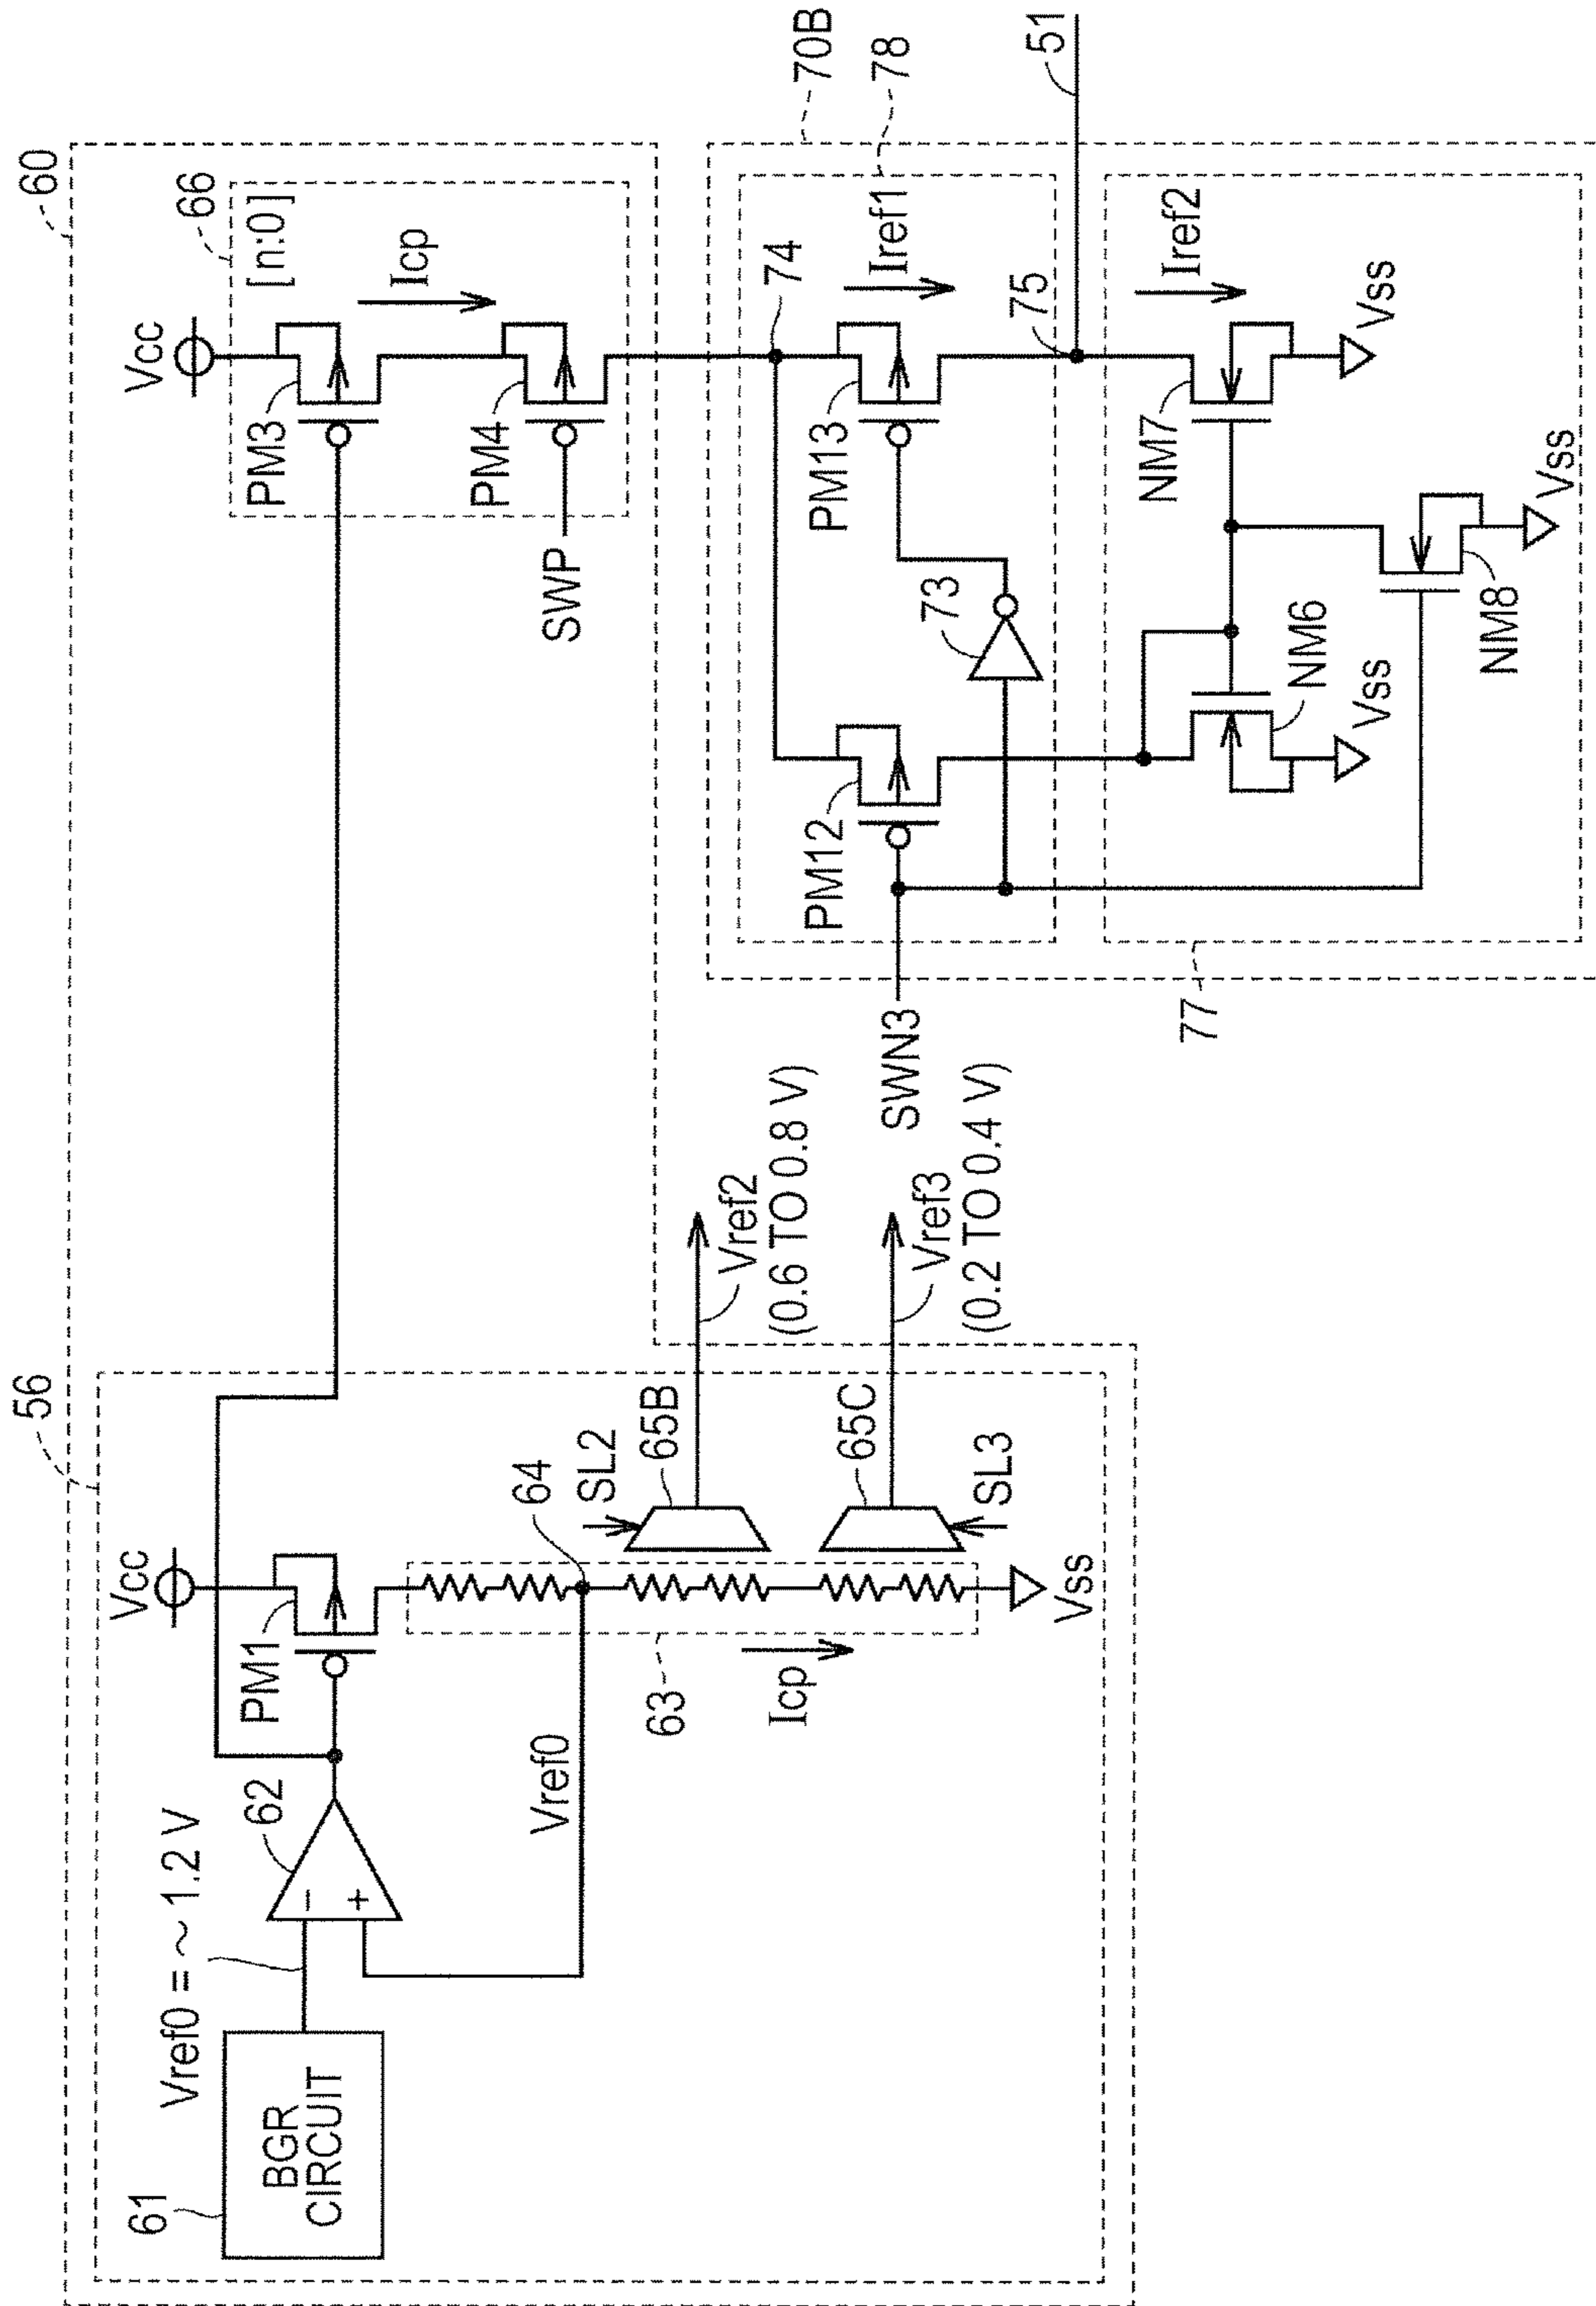 60
66
[n:0]
Vcc
PM3
Icp
PM4
SWP
56
Vcc
PM1
62
Vref0 = ~ 1.2 V
−
+
61
BGR
CIRCUIT
Vref0
64
63
Icp
Vss
SL2
65B
65C
SL3
Vref2
(0.6 TO 0.8 V)
Vref3
(0.2 TO 0.4 V)
70B
78
74
Iref1
PM13
PM12
73
SWN3
75
51
Iref2
NM7
Vss
NM6
Vss
NM8
Vss
77